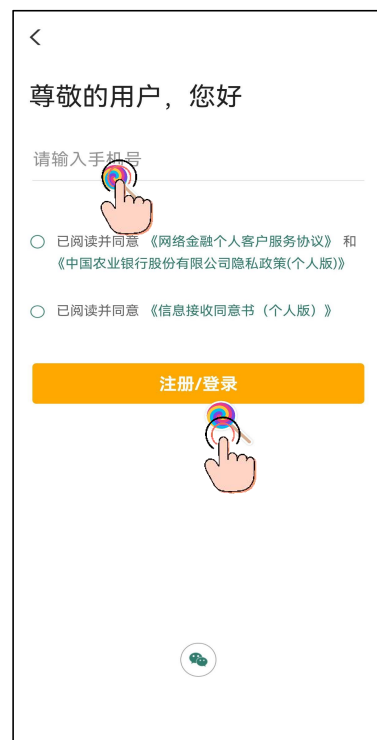 尊敬的用户，您好
请输入手机号
已阅读并同意 《网络金融个人客户服务协议》 和
《中国农业银行股份有限公司隐私政策(个人版)》
已阅读并同意 《信息接收同意书（个人版）》
注册/登录